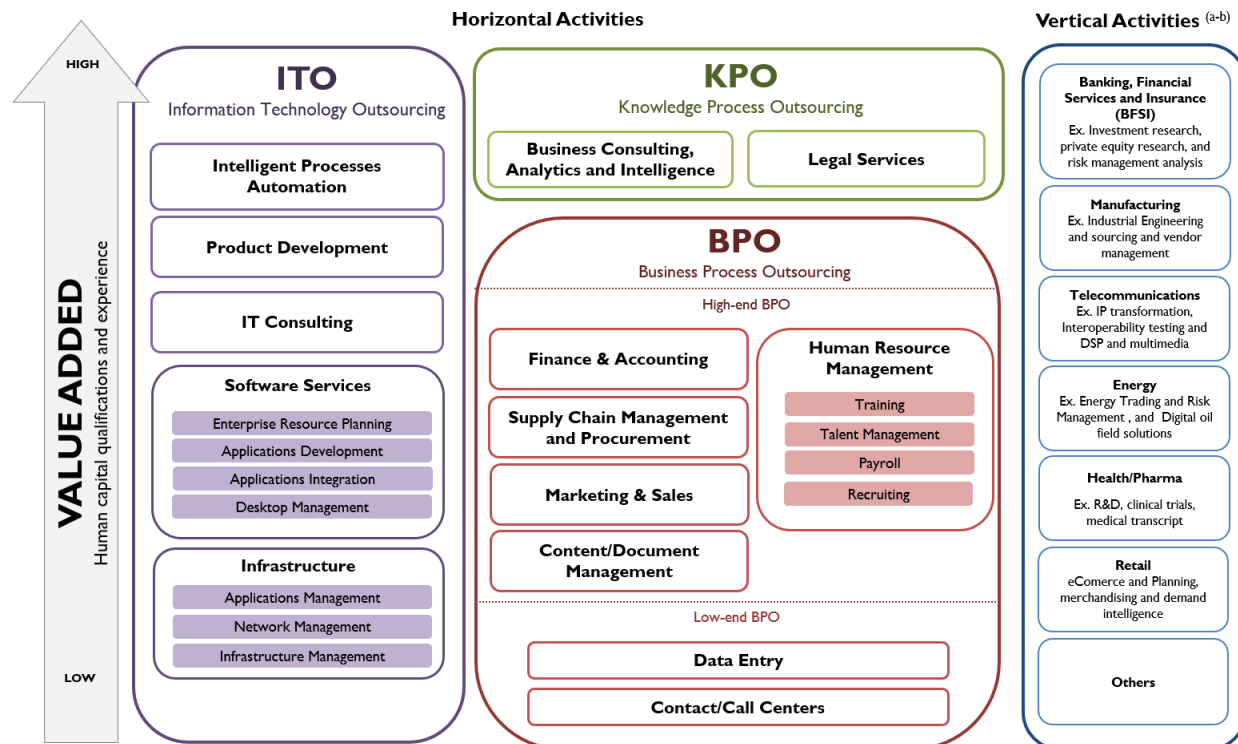 Horizontal Activities
Vertical Activities (a-b)
HIGH
VALUE ADDED
Human capital qualifications and experience
LOW
ITO
Information Technology Outsourcing
Intelligent Processes
Automation
Product Development
IT Consulting
Software Services
Enterprise Resource Planning
Applications Development
Applications Integration
Desktop Management
Infrastructure
Applications Management
Network Management
Infrastructure Management
KPO
Knowledge Process Outsourcing
Business Consulting,
Analytics and Intelligence
Legal Services
BPO
Business Process Outsourcing
High-end BPO
Finance & Accounting
Supply Chain Management
and Procurement
Marketing & Sales
Content/Document
Management
Human Resource
Management
Training
Talent Management
Payroll
Recruiting
Low-end BPO
Data Entry
Contact/Call Centers
Banking, Financial
Services and Insurance
(BFSI)
Ex. Investment research,
private equity research, and
risk management analysis
Manufacturing
Ex. Industrial Engineering
and sourcing and vendor
management
Telecommunications
Ex. IP transformation,
Interoperability testing and
DSP and multimedia
Energy
Ex. Energy Trading and Risk
Management , and Digital oil
field solutions
Health/Pharma
Ex. R&D, clinical trials,
medical transcript
Retail
eComerce and Planning,
merchandising and demand
intelligence
Others